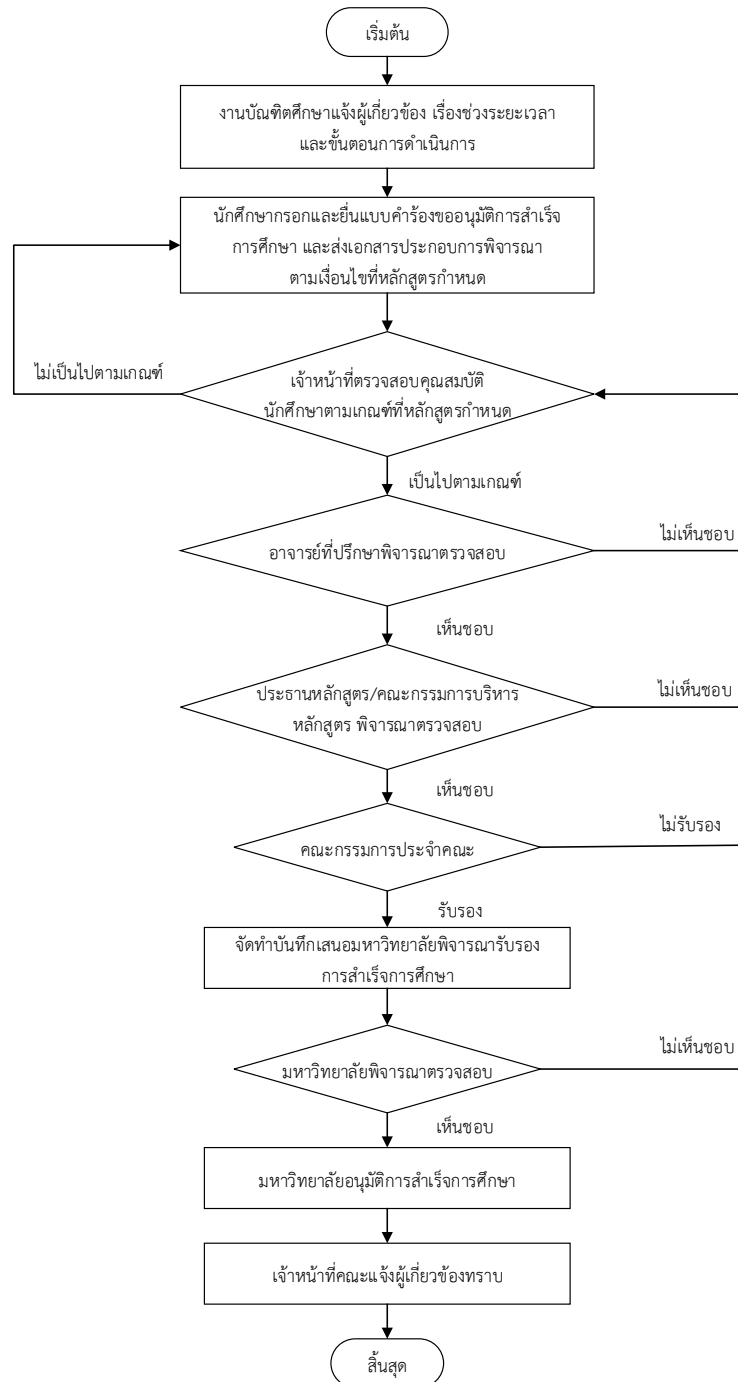 เริ่มต้น
งานบัณฑิตศึกษาแจ้งผู้เกี่ยวข้อง เรื่องช่วงระยะเวลา
และขั้นตอนการดำเนินการ
นักศึกษากรอกและยื่นแบบคำร้องขออนุมัติการสำเร็จ
การศึกษา และส่งเอกสารประกอบการพิจารณา
ตามเงื่อนไขที่หลักสูตรกำหนด
ไม่เป็นไปตามเกณฑ์
เจ้าหน้าที่ตรวจสอบคุณสมบัติ
นักศึกษาตามเกณฑ์ที่หลักสูตรกำหนด
เป็นไปตามเกณฑ์
ไม่เห็นชอบ
อาจารย์ที่ปรึกษาพิจารณาตรวจสอบ
เห็นชอบ
ประธานหลักสูตร/คณะกรรมการบริหาร
หลักสูตร พิจารณาตรวจสอบ
ไม่เห็นชอบ
เห็นชอบ
ไม่รับรอง
คณะกรรมการประจำคณะ
รับรอง
จัดทำบันทึกเสนอมหาวิทยาลัยพิจารณารับรอง
การสำเร็จการศึกษา
ไม่เห็นชอบ
มหาวิทยาลัยพิจารณาตรวจสอบ
เห็นชอบ
มหาวิทยาลัยอนุมัติการสำเร็จการศึกษา
เจ้าหน้าที่คณะแจ้งผู้เกี่ยวข้องทราบ
สิ้นสุด